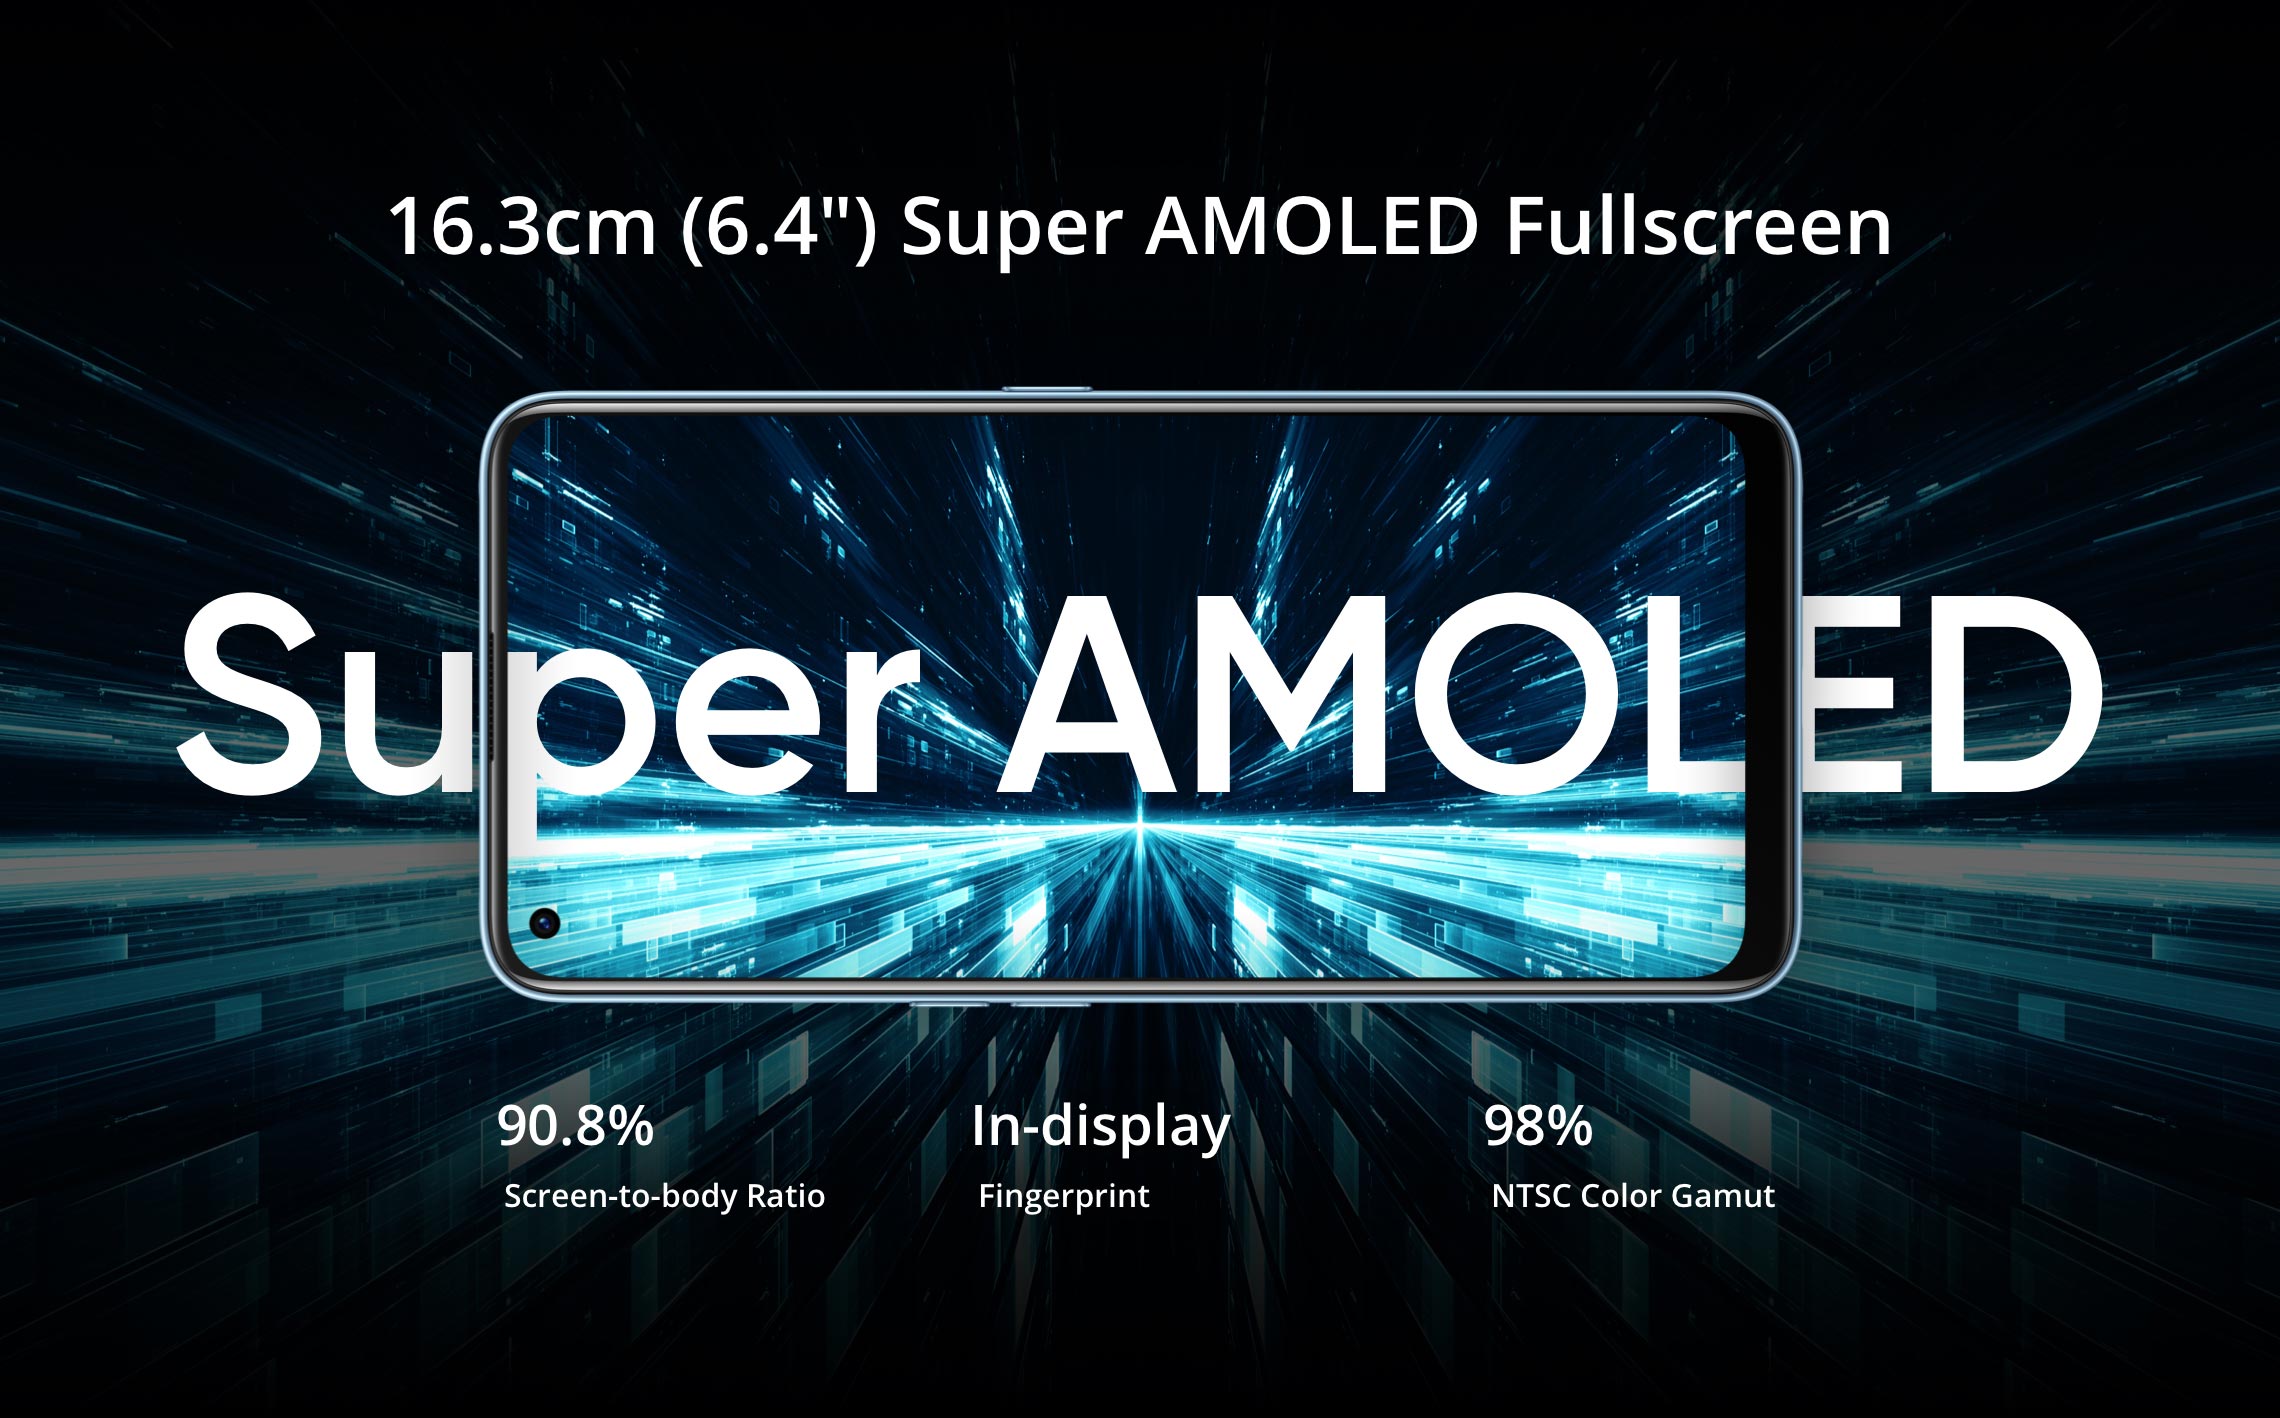 16.3cm (6.4") Super AMOLED Fullscreen
Super AMOLED
90.8%
Screen-to-body Ratio
In-display
Fingerprint
98%
NTSC Color Gamut